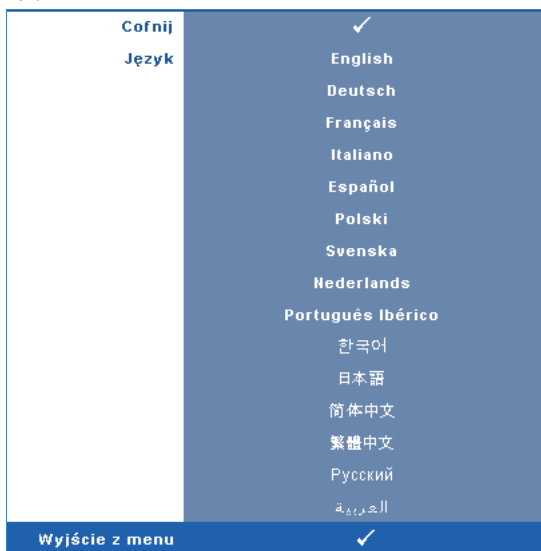 Cofnij ✓
Język English
Deutsch
Français
Italiano
Español
Polski
Svenska
Nederlands
Português Ibérico
한국어
日本語
简体中文
繁體中文
Русский
العربية
Wyjście z menu ✓